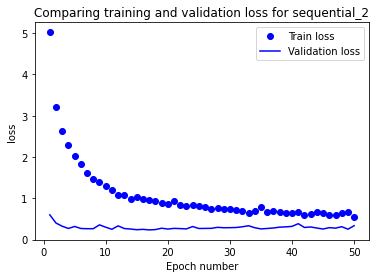 Comparing training and validation loss for sequential_2
Train loss
Validation loss
loss
5
4
3
2
1
0
0
10
20
30
40
50
Epoch number